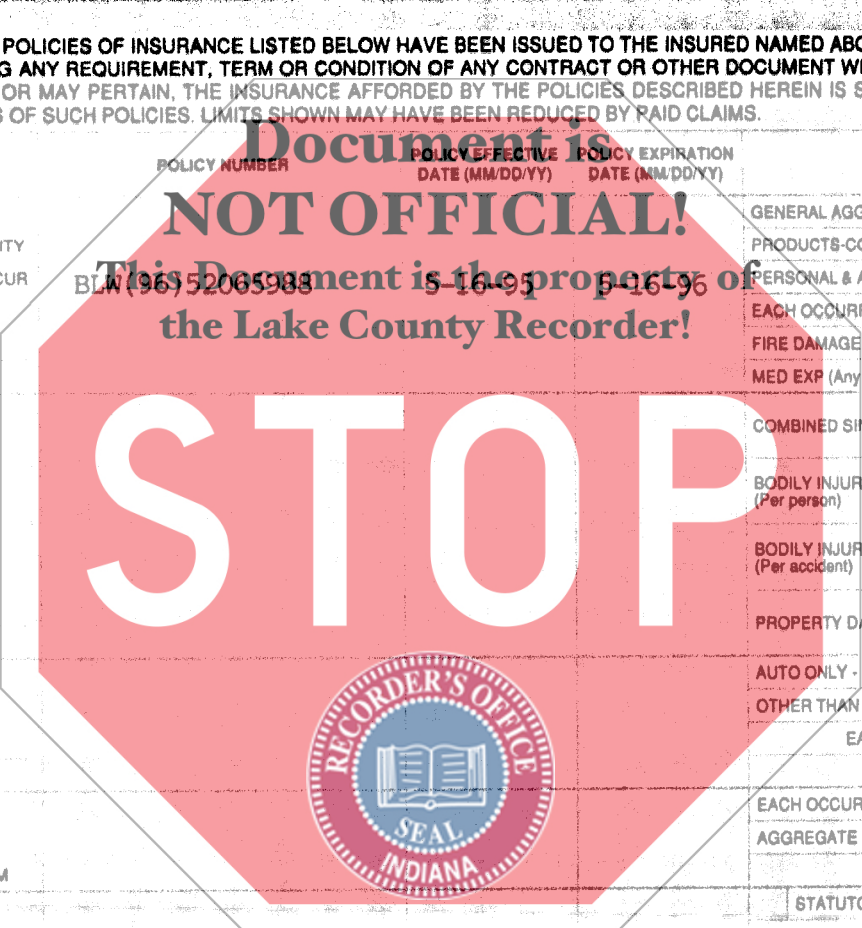 POLICIES OF INSURANCE LISTED BELOW HAVE BEEN ISSUED TO THE INSURED NAMED ABO
G ANY REQUIREMENT, TERM OR CONDITION OF ANY CONTRACT OR OTHER DOCUMENT WI
OR MAY PERTAIN, THE INSURANCE AFFORDED BY THE POLICIES DESCRIBED HEREIN IS S
S OF SUCH POLICIES. LIMITS SHOWN MAY HAVE BEEN REDUCED BY PAID CLAIMS.
Document is
POLICY NUMBER
POLICY EFFECTIVE
DATE (MM/DD/YY)
POLICY EXPIRATION
DATE (MM/DD/YY)
NOT OFFICIAL!
GENERAL AGG
ITY
PRODUCTS-CO
CUR
BLW(96)52065988
5-16-95
5-16-96
PERSONAL & A
This Document is the property of
the Lake County Recorder!
EACH OCCURR
FIRE DAMAGE
MED EXP (Any
STOP
COMBINED SIN
BODILY INJUR
(Per person)
BODILY INJUR
(Per accident)
PROPERTY DA
AUTO ONLY -
OTHER THAN
EA
RECORDER'S OFFICE
SEAL
INDIANA
EACH OCCUR
AGGREGATE
M
STATUTO